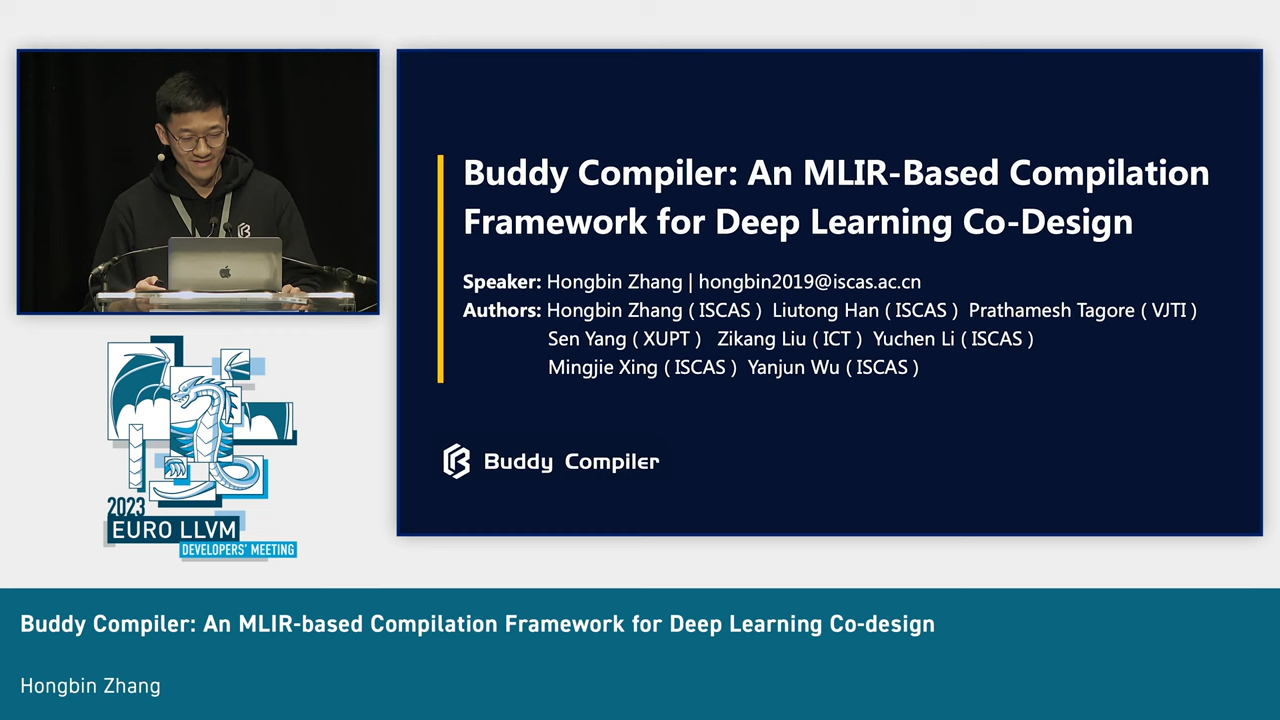 Buddy Compiler: An MLIR-Based Compilation
Framework for Deep Learning Co-Design
Speaker: Hongbin Zhang | hongbin2019@iscas.ac.cn
Authors: Hongbin Zhang ( ISCAS ) Liutong Han ( ISCAS ) Prathamesh Tagore ( VJTI )
Sen Yang ( XUPT ) Zikang Liu ( ICT ) Yuchen Li ( ISCAS )
Mingjie Xing ( ISCAS ) Yanjun Wu ( ISCAS )
Buddy Compiler
2023
EURO LLVM
DEVELOPERS' MEETING
Buddy Compiler: An MLIR-based Compilation Framework for Deep Learning Co-design
Hongbin Zhang